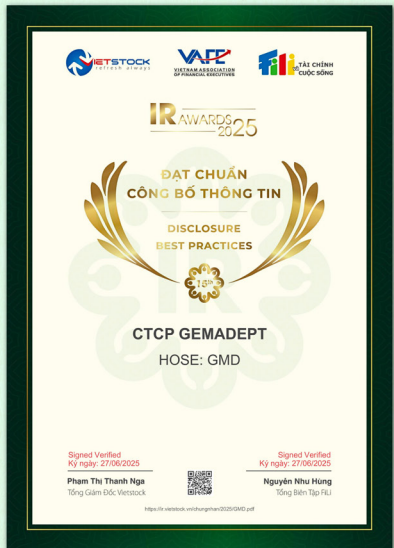 VIETSTOCK
refresh always
VAFE
VIETNAM ASSOCIATION
OF FINANCIAL EXECUTIVES
FiLi
TÀI CHÍNH
& CUỘC SỐNG
IR AWARDS
2025
ĐẠT CHUẨN
CÔNG BỐ THÔNG TIN
DISCLOSURE
BEST PRACTICES
15th
IR
CTCP GEMADEPT
HOSE: GMD
Signed Verified
Ký ngày: 27/06/2025
Phạm Thị Thanh Nga
Tổng Giám Đốc Vietstock
Signed Verified
Ký ngày: 27/06/2025
Nguyễn Như Hùng
Tổng Biên Tập FiLi
https://ir.vietstock.vn/chungnhan/2025/GMD.pdf